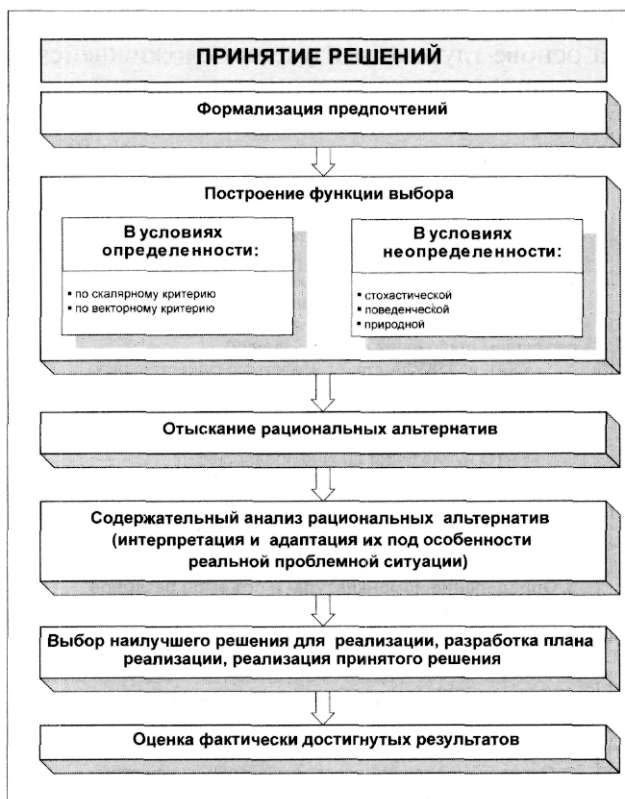 ПРИНЯТИЕ РЕШЕНИЙ
Формализация предпочтений
Построение функции выбора
В условиях
определенности:
▪ по скалярному критерию
▪ по векторному критерию
В условиях
неопределенности:
▪ стохастической
▪ поведенческой
▪ природной
Отыскание рациональных альтернатив
Содержательный анализ рациональных альтернатив
(интерпретация и адаптация их под особенности
реальной проблемной ситуации)
Выбор наилучшего решения для реализации, разработка плана
реализации, реализация принятого решения
Оценка фактически достигнутых результатов